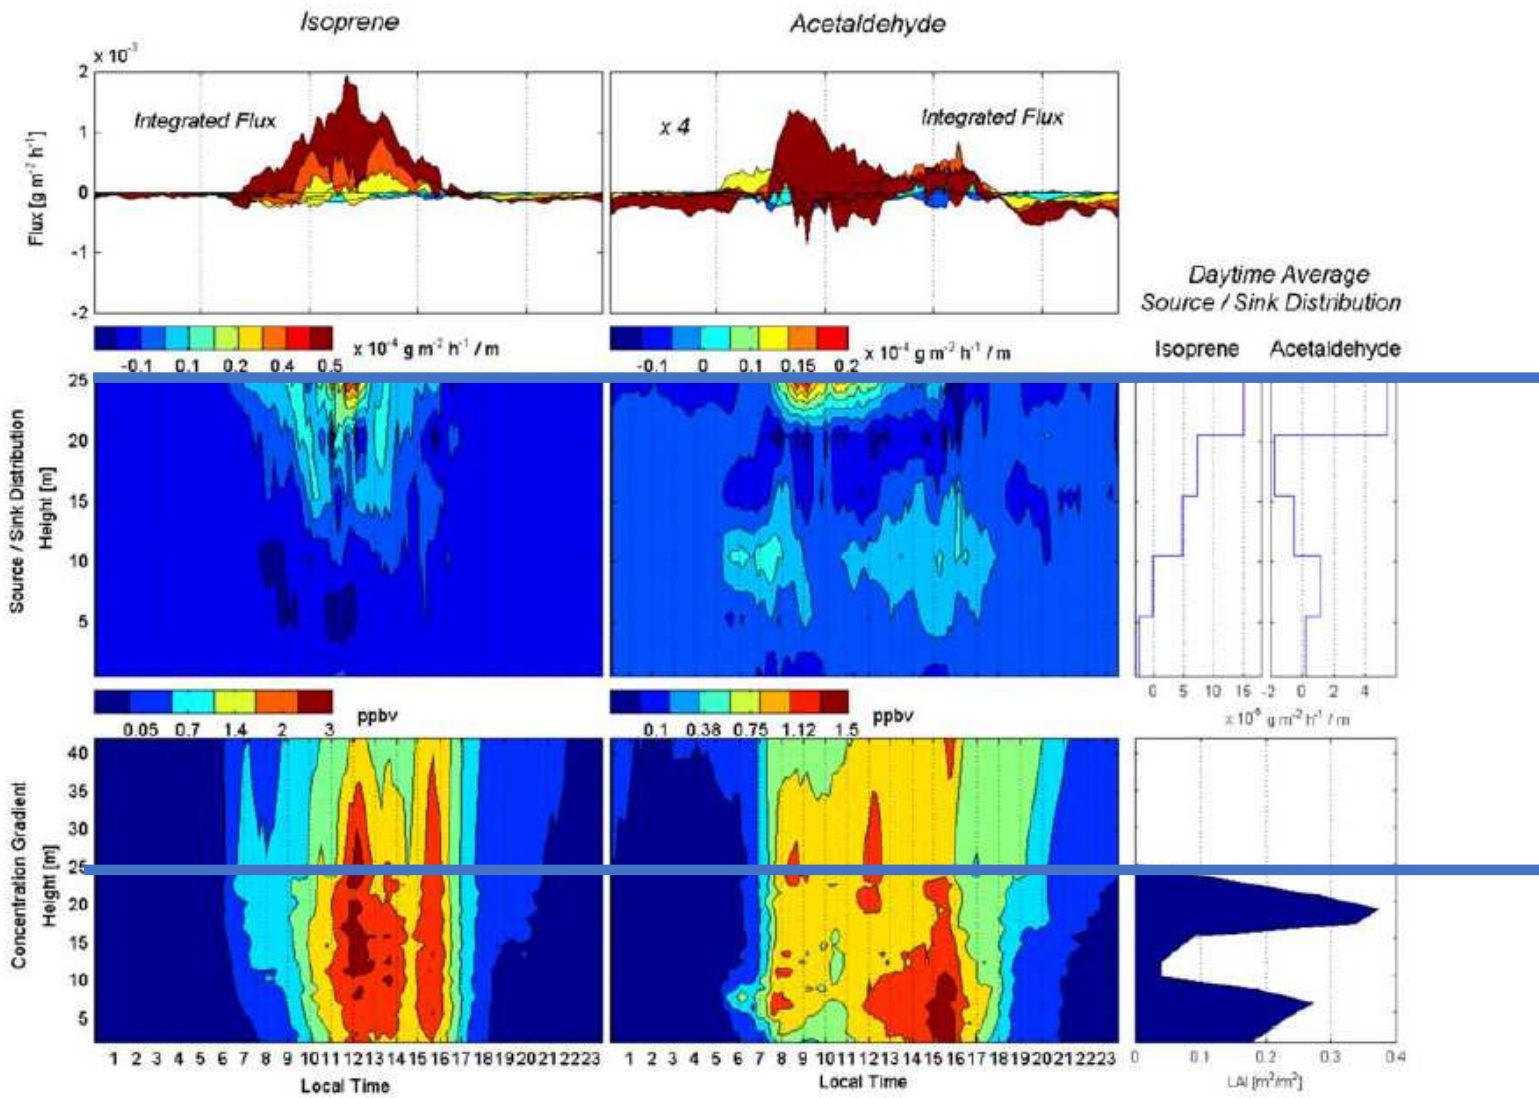 Isoprene
Acetaldehyde
x 10⁻³
2
1
0
-1
-2
Flux [g m⁻² h⁻¹]
Integrated Flux
x 4
Integrated Flux
Daytime Average
Source / Sink Distribution
Isoprene Acetaldehyde
-0.1 0.1 0.2 0.4 0.5
x 10⁻⁴ g m⁻² h⁻¹ / m
-0.1 0 0.1 0.15 0.2
x 10⁻⁴ g m⁻² h⁻¹ / m
25
20
15
10
5
Source / Sink Distribution
Height [m]
0 5 10 15
-2 0 2 4
x 10⁻⁵ g m⁻² h⁻¹ / m
0.05 0.7 1.4 2 3
ppbv
0.1 0.38 0.75 1.12 1.5
ppbv
40
35
30
25
20
15
10
5
Concentration Gradient
Height [m]
1 2 3 4 5 6 7 8 9 10 11 12 13 14 15 16 17 18 19 20 21 22 23
Local Time
1 2 3 4 5 6 7 8 9 10 11 12 13 14 15 16 17 18 19 20 21 22 23
Local Time
0 0.1 0.2 0.3 0.4
LAI [m²/m²]